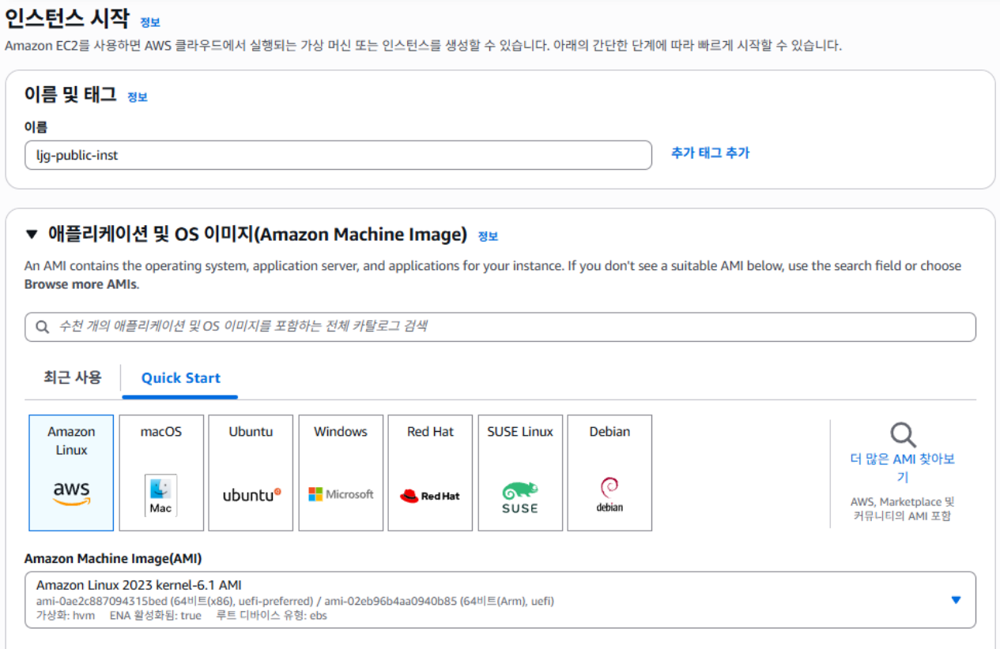 인스턴스 시작 정보
Amazon EC2를 사용하면 AWS 클라우드에서 실행되는 가상 머신 또는 인스턴스를 생성할 수 있습니다. 아래의 간단한 단계에 따라 빠르게 시작할 수 있습니다.
이름 및 태그 정보
이름
ljg-public-inst
추가 태그 추가
애플리케이션 및 OS 이미지(Amazon Machine Image) 정보
An AMI contains the operating system, application server, and applications for your instance. If you don't see a suitable AMI below, use the search field or choose
Browse more AMIs.
수천 개의 애플리케이션 및 OS 이미지를 포함하는 전체 카탈로그 검색
최근 사용
Quick Start
Amazon
Linux
aws
macOS
Mac
Ubuntu
ubuntu
Windows
Microsoft
Red Hat
Red Hat
SUSE Linux
SUSE
Debian
debian
더 많은 AMI 찾아보
기
AWS, Marketplace 및
커뮤니티의 AMI 포함
Amazon Machine Image(AMI)
Amazon Linux 2023 kernel-6.1 AMI
ami-0ae2c887094315bed (64비트(x86), uefi-preferred) / ami-02eb96b4aa0940b85 (64비트(Arm), uefi)
가상화: hvm ENA 활성화됨: true 루트 디바이스 유형: ebs